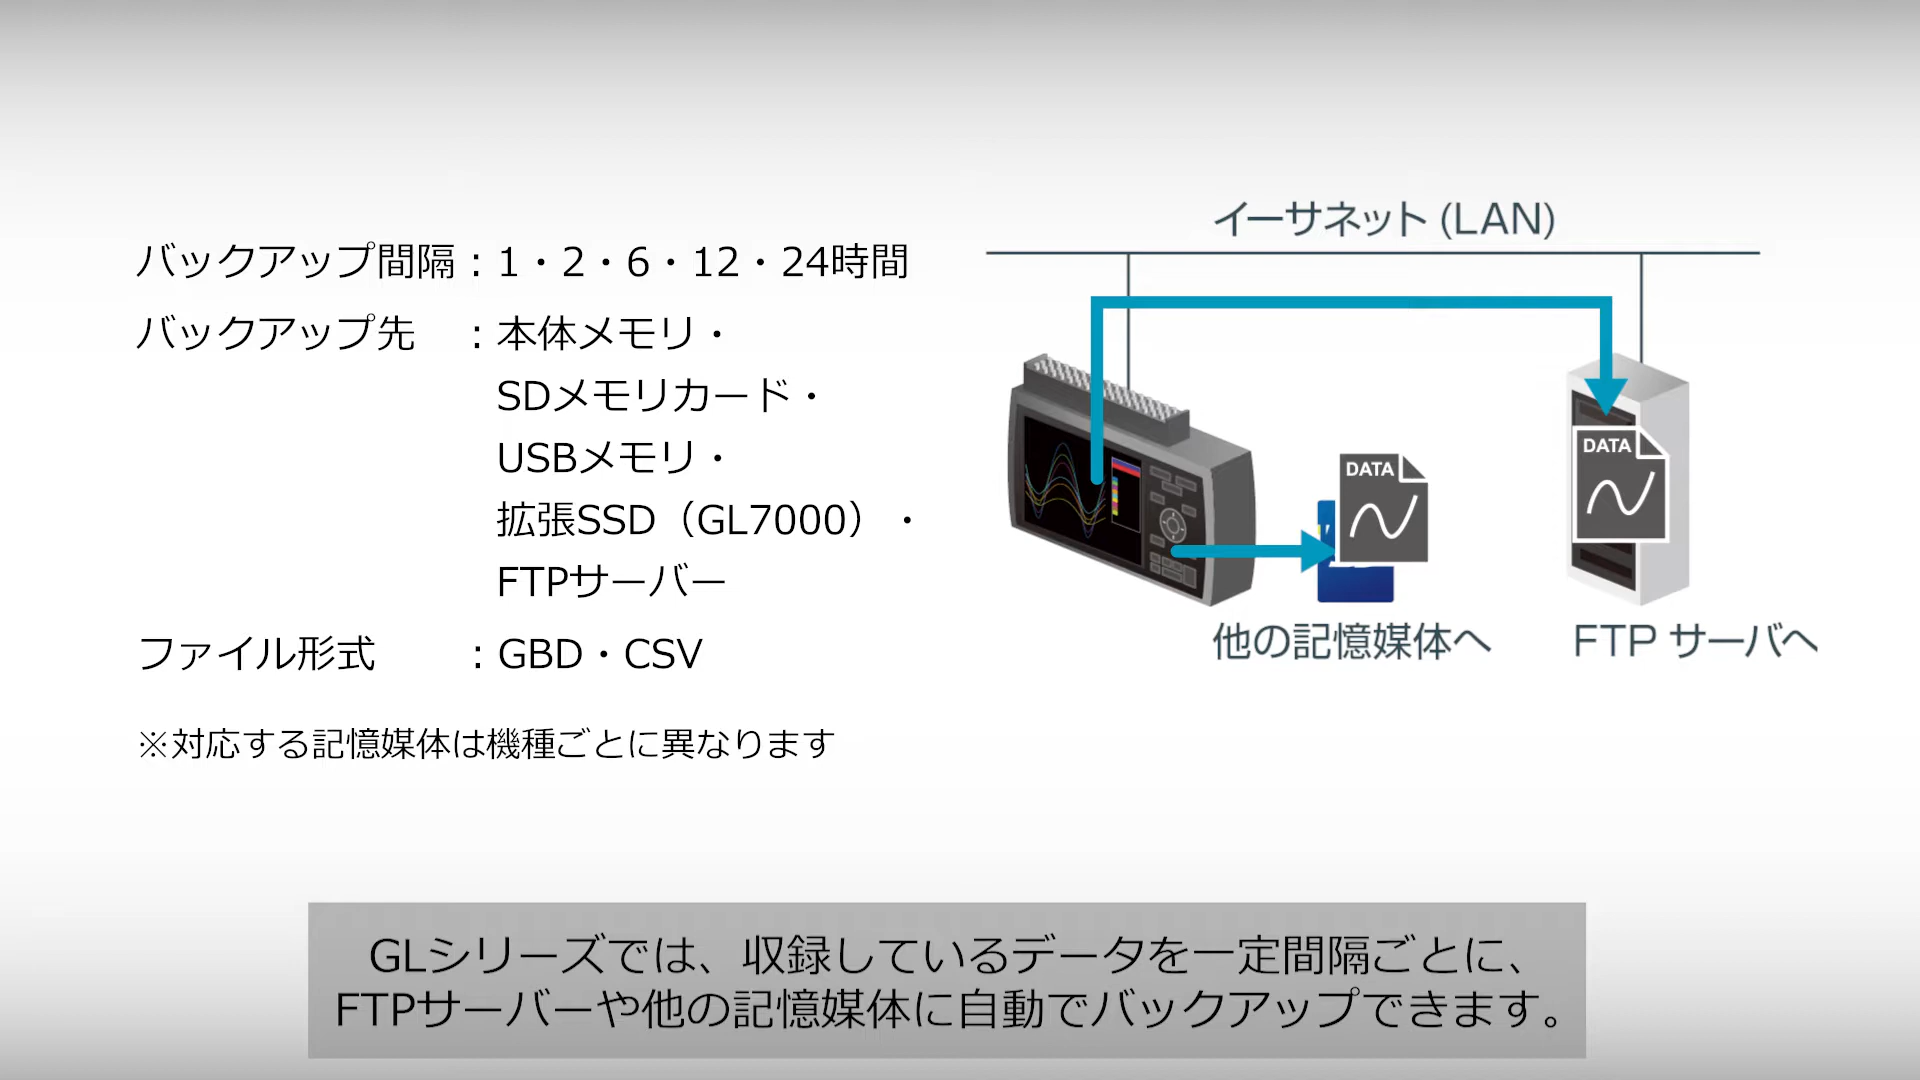 バックアップ間隔：1・2・6・12・24時間
バックアップ先　：本体メモリ・
SDメモリカード・
USBメモリ・
拡張SSD（GL7000）・
FTPサーバー
ファイル形式　　：GBD・CSV
※対応する記憶媒体は機種ごとに異なります
イーサネット (LAN)
DATA
DATA
他の記憶媒体へ
FTP サーバへ
GLシリーズでは、収録しているデータを一定間隔ごとに、
FTPサーバーや他の記憶媒体に自動でバックアップできます。